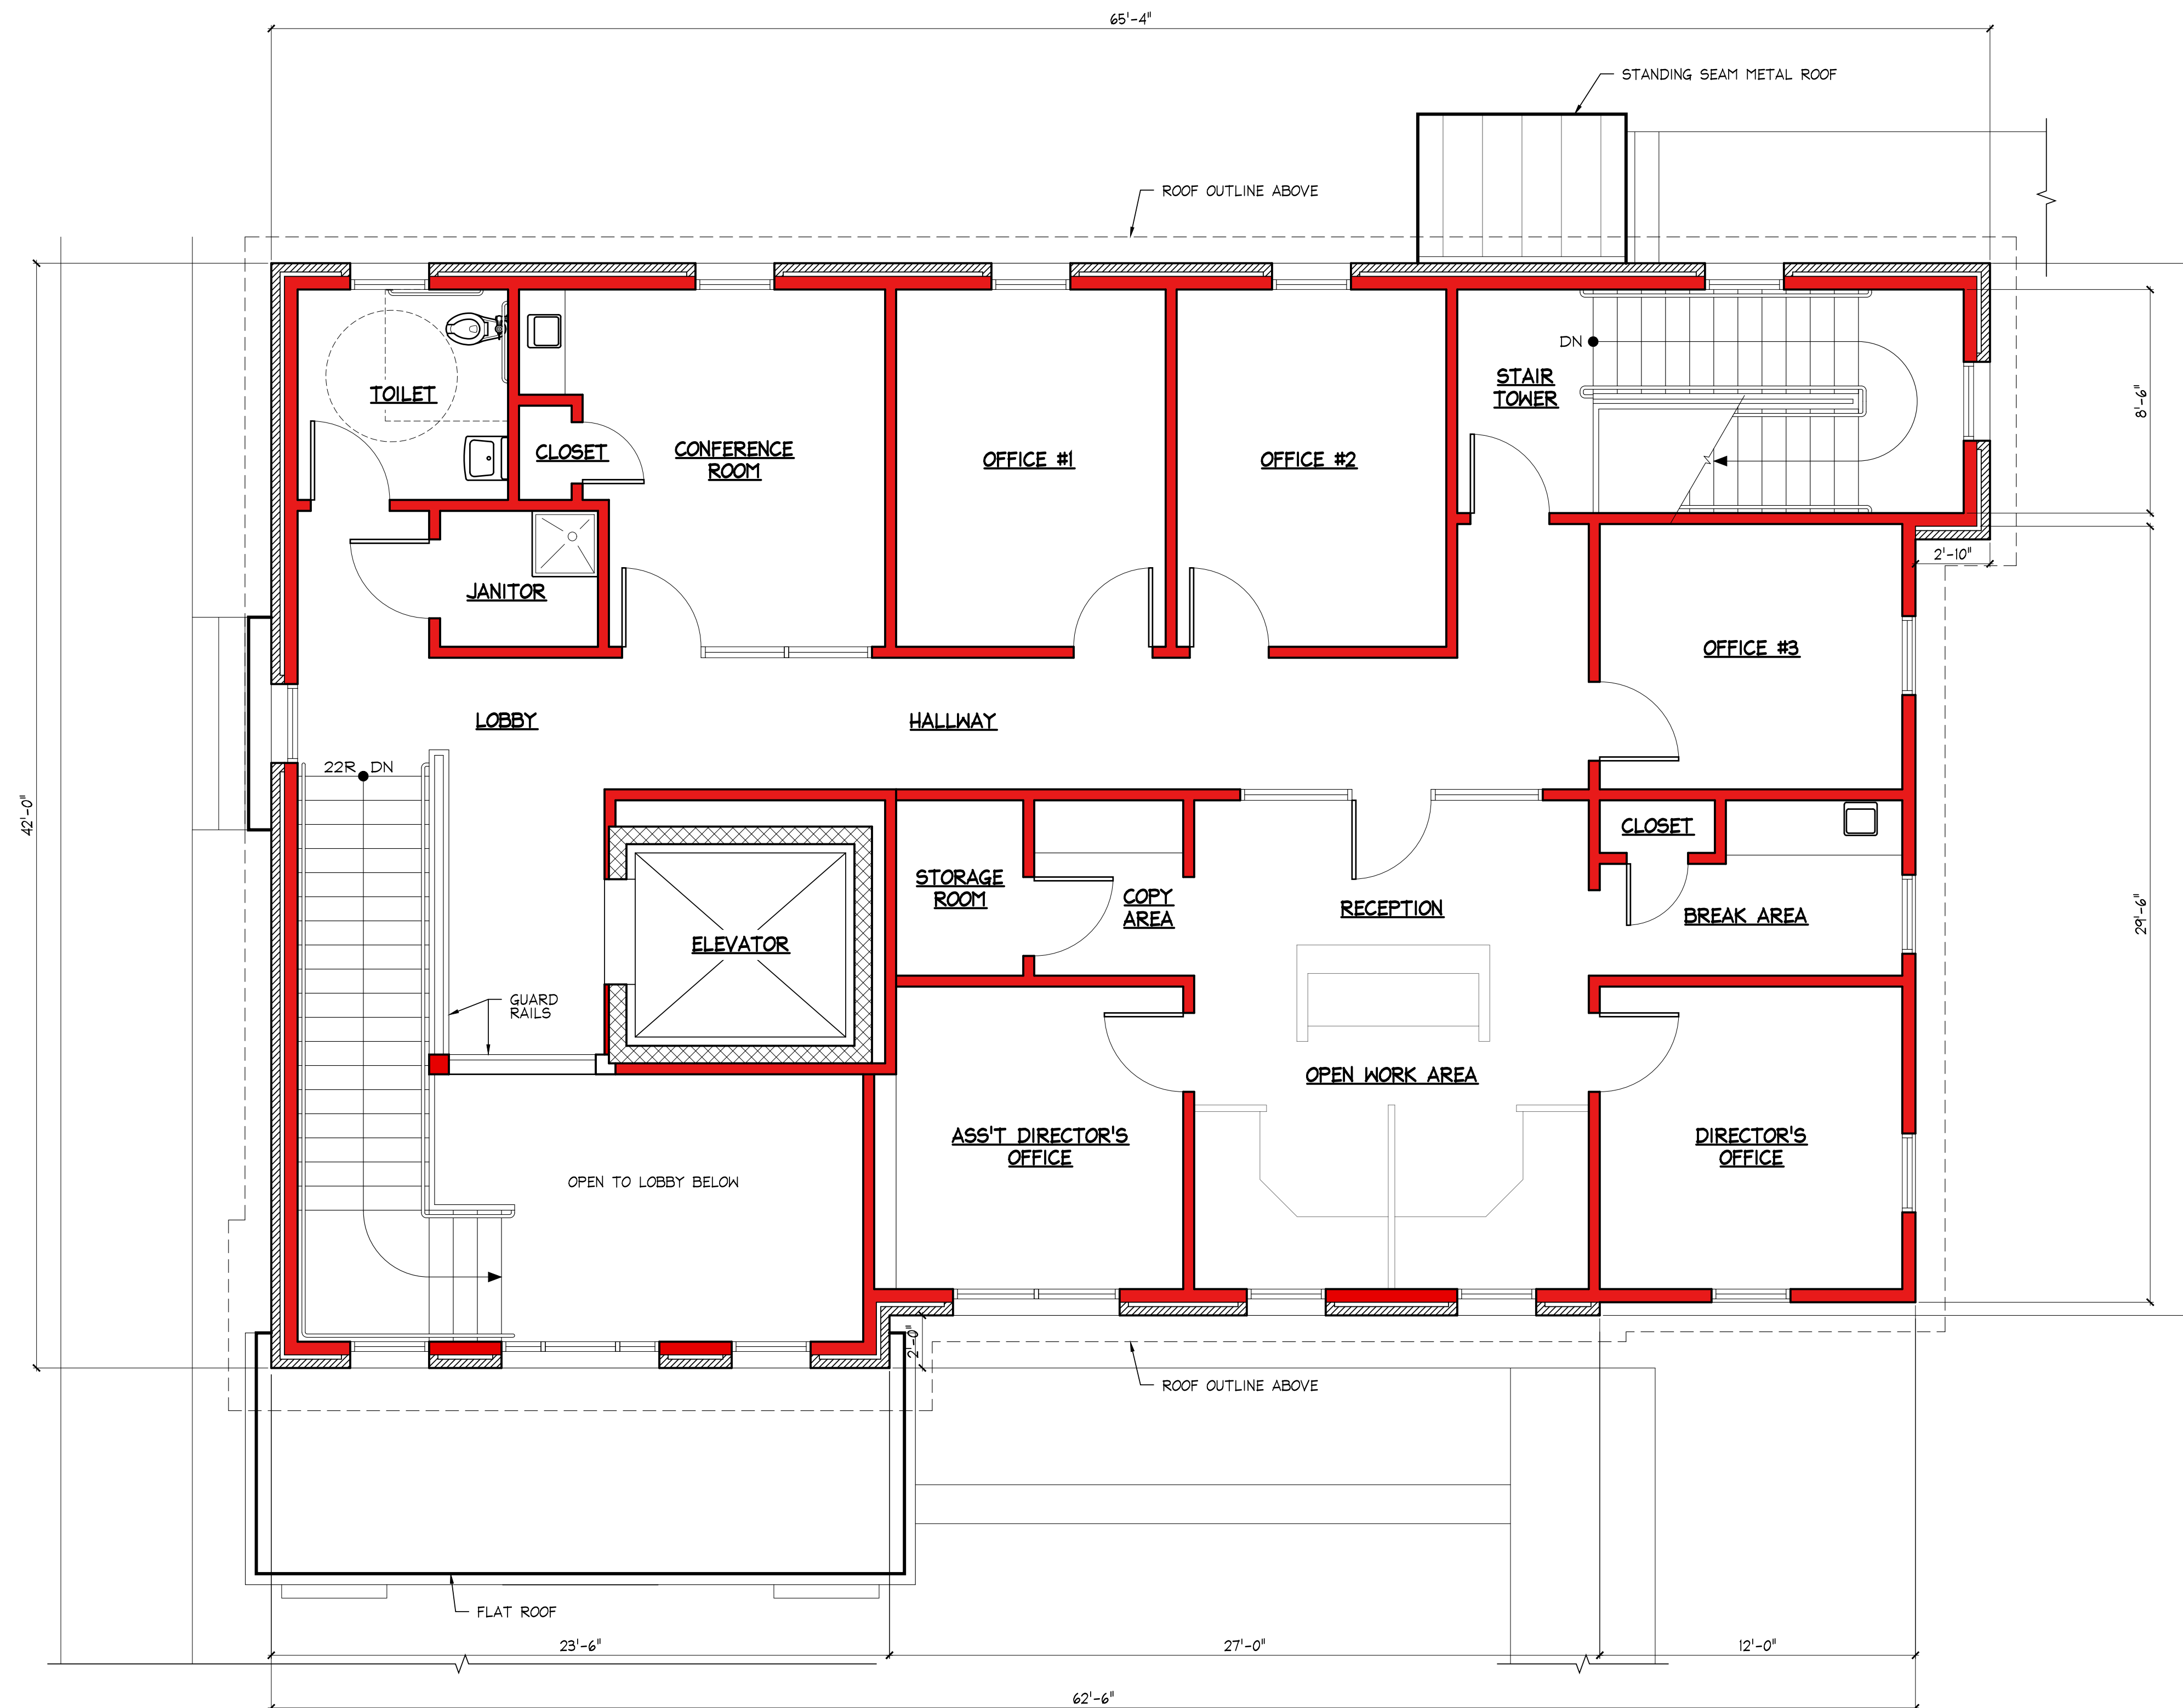 65'-4"
STANDING SEAM METAL ROOF
ROOF OUTLINE ABOVE
DN
STAIR
TOWER
8'-6"
TOILET
CLOSET
CONFERENCE
ROOM
OFFICE #1
OFFICE #2
2'-10"
JANITOR
OFFICE #3
LOBBY
HALLWAY
22R DN
42'-0"
CLOSET
STORAGE
ROOM
COPY
AREA
RECEPTION
BREAK AREA
29'-6"
ELEVATOR
GUARD
RAILS
OPEN WORK AREA
ASS'T DIRECTOR'S
OFFICE
DIRECTOR'S
OFFICE
OPEN TO LOBBY BELOW
2'-0"
ROOF OUTLINE ABOVE
FLAT ROOF
23'-6"
27'-0"
12'-0"
62'-6"